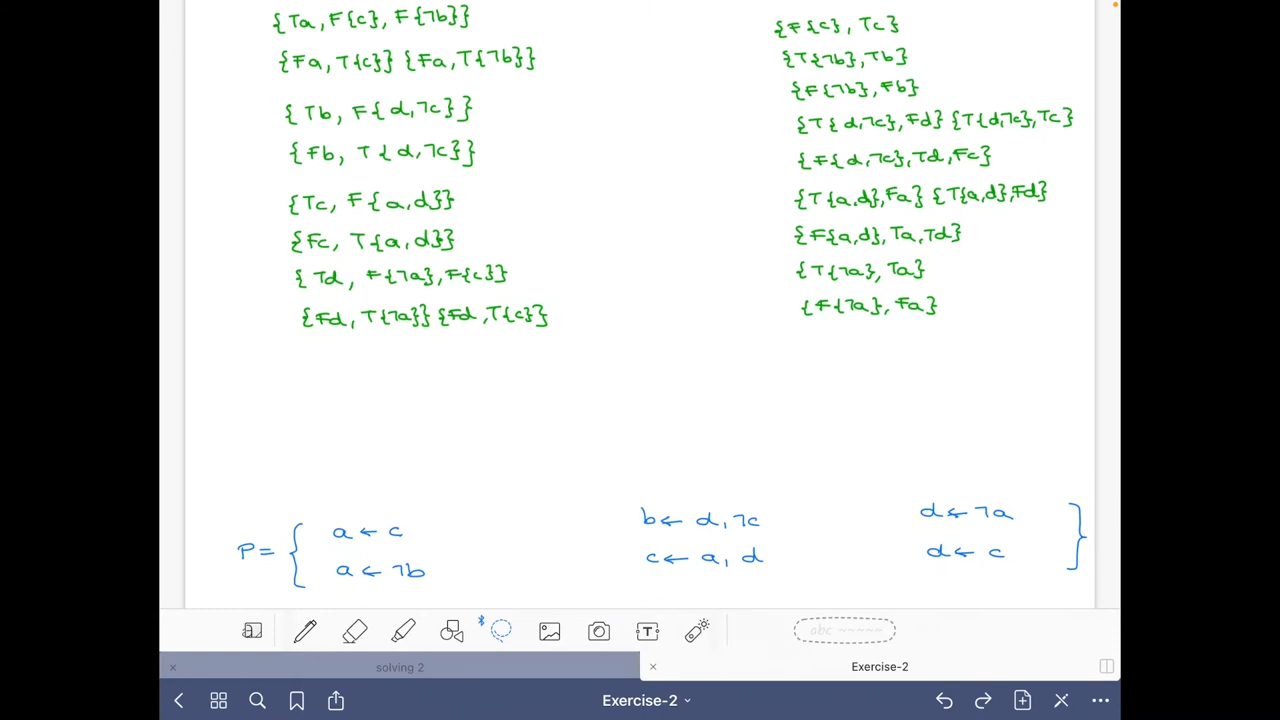 {Ta, F{c}, F{¬b}}
{Fa, T{c}} {Fa, T{¬b}}
{Tb, F{d,¬c}}
{Fb, T{d,¬c}}
{Tc, F{a,d}}
{Fc, T{a,d}}
{Td, F{¬a}, F{c}}
{Fd, T{¬a}} {Fd, T{c}}
{F{c}, Tc}
{T{¬b}, Tb}
{F{¬b}, Fb}
{T{d,¬c}, Fd} {T{d,¬c}, Tc}
{F{d,¬c}, Td, Fc}
{T{a,d}, Fa} {T{a,d}, Fd}
{F{a,d}, Ta, Td}
{T{¬a}, Ta}
{F{¬a}, Fa}
P = { a ← c
a ← ¬b
b ← d, ¬c
c ← a, d
d ← ¬a
d ← c }
abc
solving 2
Exercise-2
Exercise-2